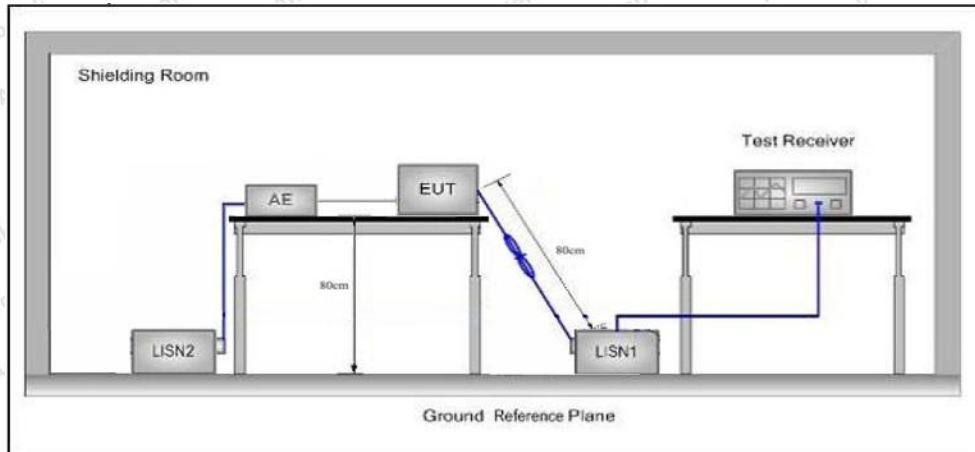 Shielding Room
Test Receiver
AE
EUT
80cm
80cm
LISN2
LISN1
Ground Reference Plane